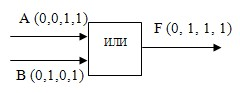 A (0,0,1,1)
ИЛИ
F (0, 1, 1, 1)
B (0,1,0,1)